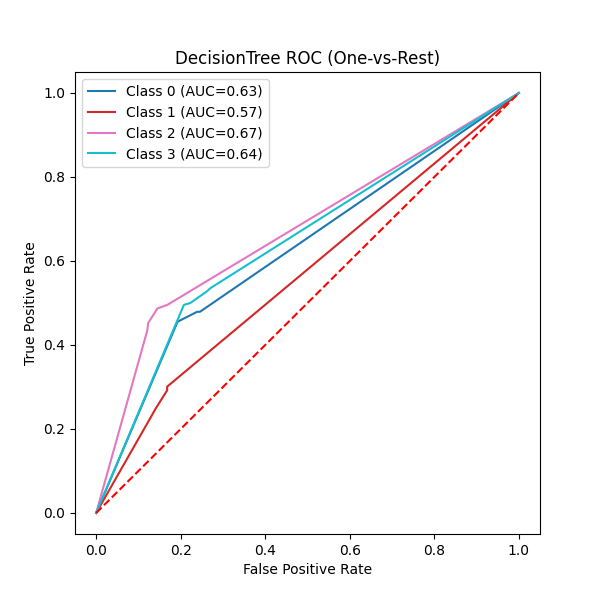 DecisionTree ROC (One-vs-Rest)
Class 0 (AUC=0.63)
Class 1 (AUC=0.57)
Class 2 (AUC=0.67)
Class 3 (AUC=0.64)
True Positive Rate
1.0
0.8
0.6
0.4
0.2
0.0
0.0 0.2 0.4 0.6 0.8 1.0
False Positive Rate